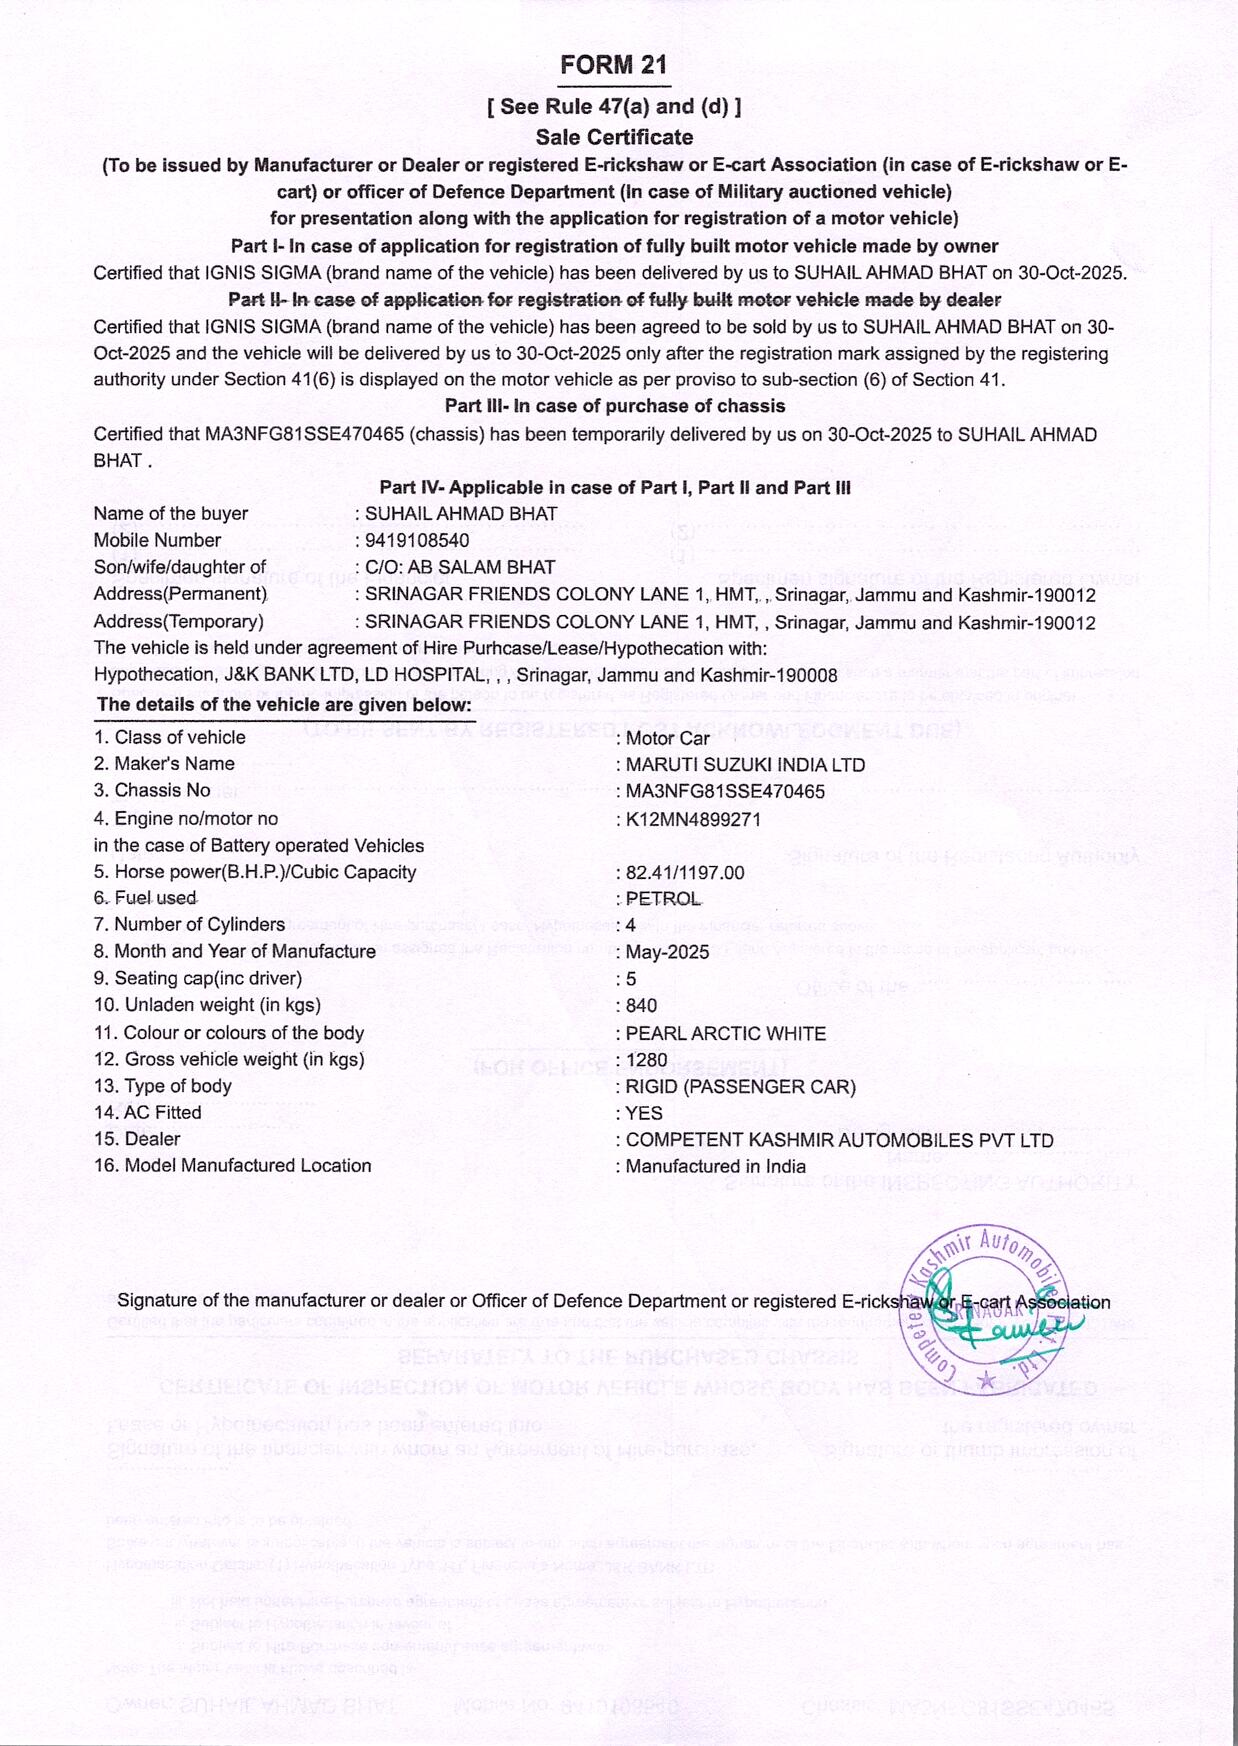 FORM 21
[ See Rule 47(a) and (d) ]
Sale Certificate
(To be issued by Manufacturer or Dealer or registered E-rickshaw or E-cart Association (in case of E-rickshaw or E-
cart) or officer of Defence Department (In case of Military auctioned vehicle)
for presentation along with the application for registration of a motor vehicle)
Part I- In case of application for registration of fully built motor vehicle made by owner
Certified that IGNIS SIGMA (brand name of the vehicle) has been delivered by us to SUHAIL AHMAD BHAT on 30-Oct-2025.
Part II- In case of application for registration of fully built motor vehicle made by dealer
Certified that IGNIS SIGMA (brand name of the vehicle) has been agreed to be sold by us to SUHAIL AHMAD BHAT on 30-
Oct-2025 and the vehicle will be delivered by us to 30-Oct-2025 only after the registration mark assigned by the registering
authority under Section 41(6) is displayed on the motor vehicle as per proviso to sub-section (6) of Section 41.
Part III- In case of purchase of chassis
Certified that MA3NFG81SSE470465 (chassis) has been temporarily delivered by us on 30-Oct-2025 to SUHAIL AHMAD
BHAT .
Part IV- Applicable in case of Part I, Part II and Part III
Name of the buyer : SUHAIL AHMAD BHAT
Mobile Number : 9419108540
Son/wife/daughter of : C/O: AB SALAM BHAT
Address(Permanent) : SRINAGAR FRIENDS COLONY LANE 1, HMT, , Srinagar, Jammu and Kashmir-190012
Address(Temporary) : SRINAGAR FRIENDS COLONY LANE 1, HMT, , Srinagar, Jammu and Kashmir-190012
The vehicle is held under agreement of Hire Purhcase/Lease/Hypothecation with:
Hypothecation, J&K BANK LTD, LD HOSPITAL, , , Srinagar, Jammu and Kashmir-190008
The details of the vehicle are given below:
1. Class of vehicle : Motor Car
2. Maker's Name : MARUTI SUZUKI INDIA LTD
3. Chassis No : MA3NFG81SSE470465
4. Engine no/motor no : K12MN4899271
in the case of Battery operated Vehicles
5. Horse power(B.H.P.)/Cubic Capacity : 82.41/1197.00
6. Fuel used : PETROL
7. Number of Cylinders : 4
8. Month and Year of Manufacture : May-2025
9. Seating cap(inc driver) : 5
10. Unladen weight (in kgs) : 840
11. Colour or colours of the body : PEARL ARCTIC WHITE
12. Gross vehicle weight (in kgs) : 1280
13. Type of body : RIGID (PASSENGER CAR)
14. AC Fitted : YES
15. Dealer : COMPETENT KASHMIR AUTOMOBILES PVT LTD
16. Model Manufactured Location : Manufactured in India
Signature of the manufacturer or dealer or Officer of Defence Department or registered E-rickshaw or E-cart Association
Competent Kashmir Automobiles Pvt. Ltd.
SRINAGAR